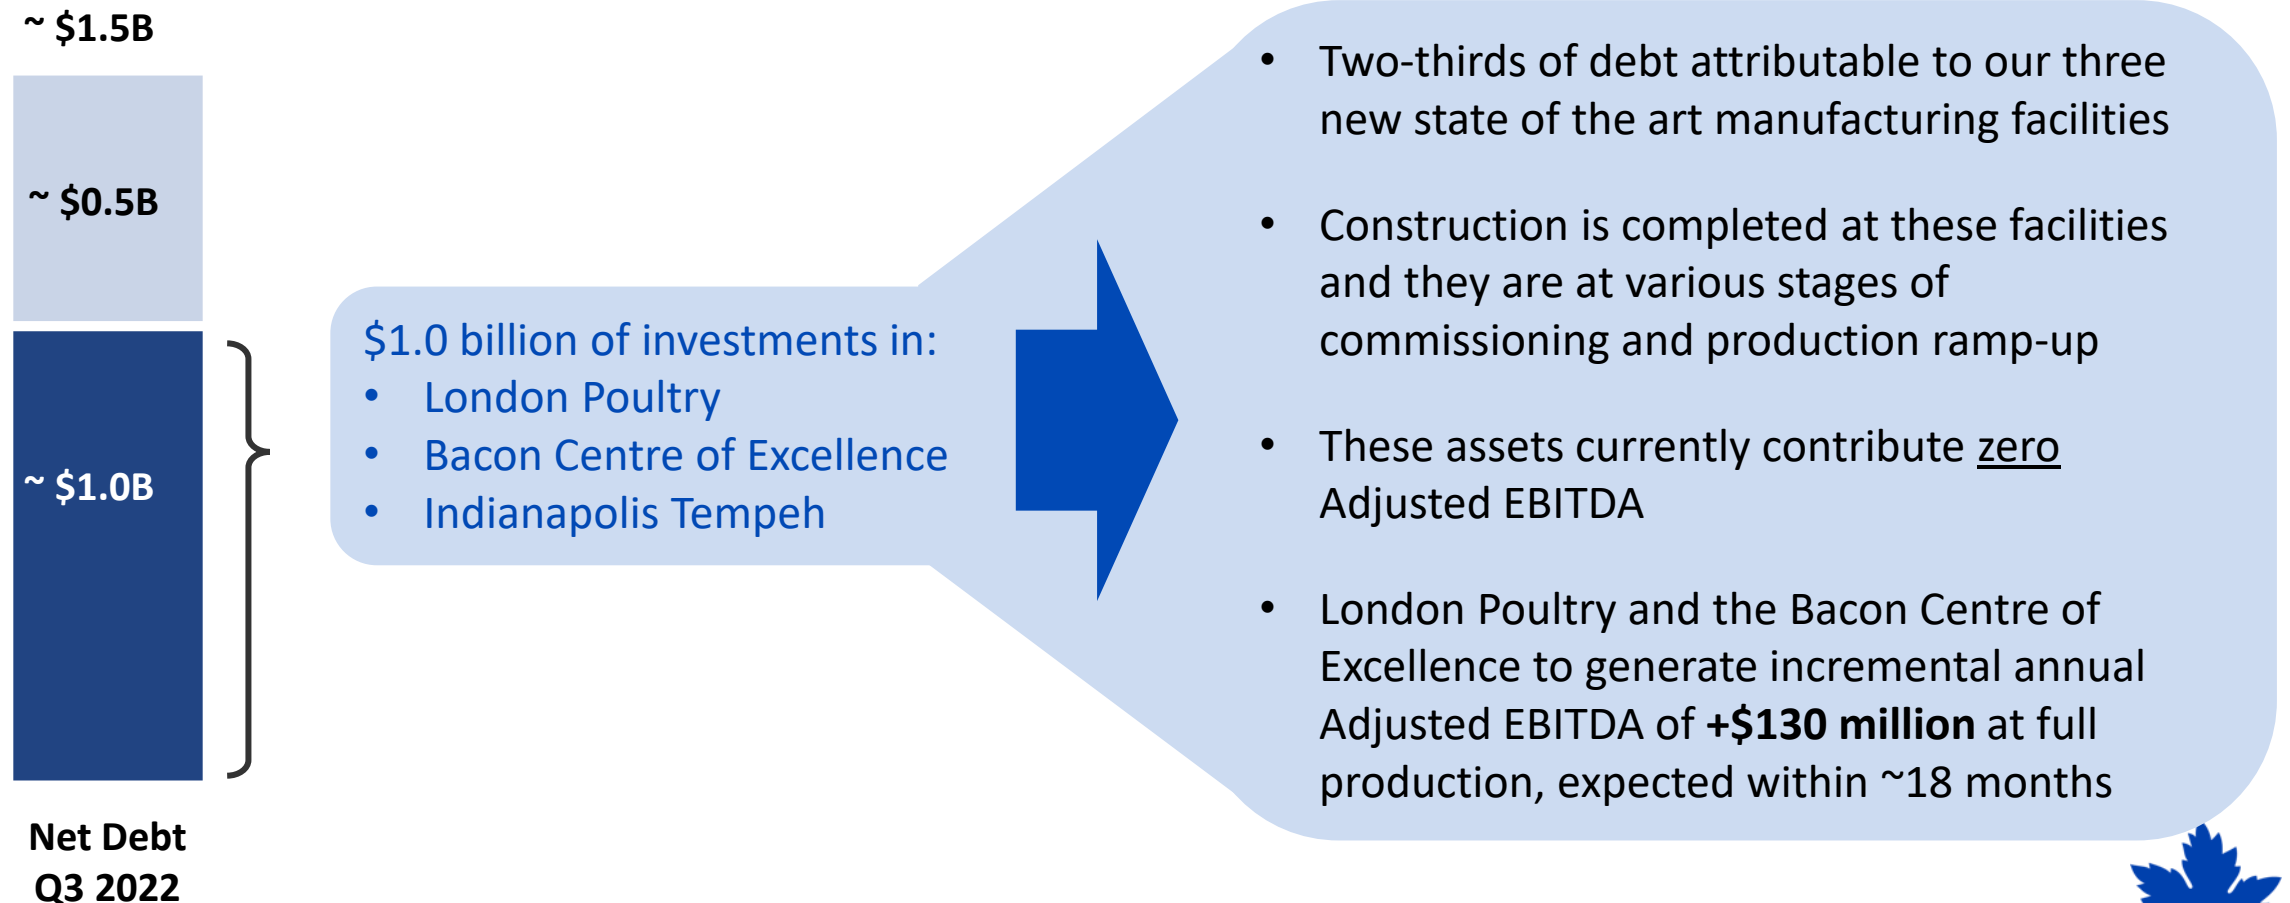 ~ $1.5B
~ $0.5B
~ $1.0B
Net Debt
Q3 2022
$1.0 billion of investments in:
• London Poultry
• Bacon Centre of Excellence
• Indianapolis Tempeh
• Two-thirds of debt attributable to our three
new state of the art manufacturing facilities
• Construction is completed at these facilities
and they are at various stages of
commissioning and production ramp-up
• These assets currently contribute zero
Adjusted EBITDA
• London Poultry and the Bacon Centre of
Excellence to generate incremental annual
Adjusted EBITDA of +$130 million at full
production, expected within ~18 months